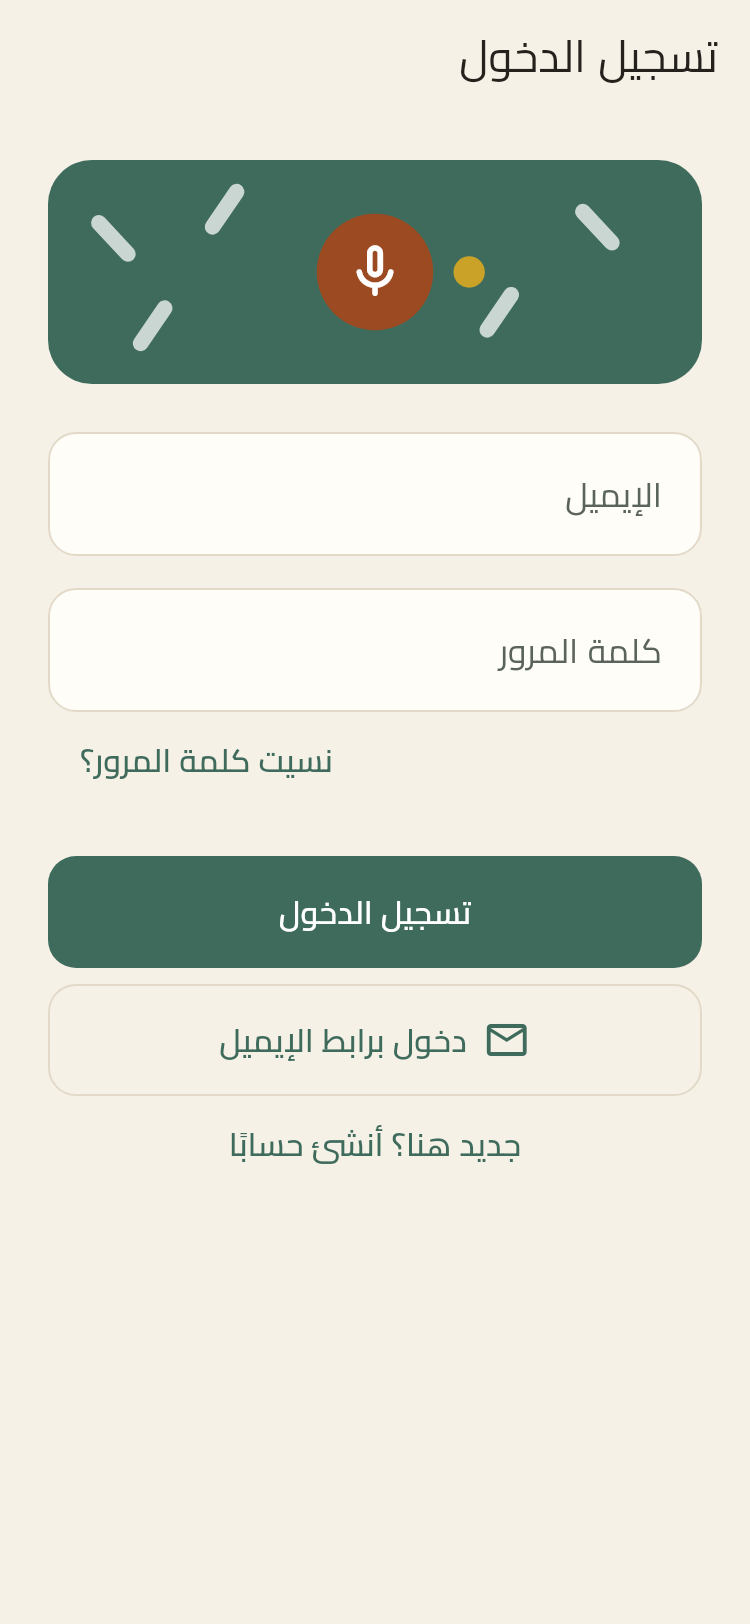 تسجيل الدخول
الإيميل
كلمة المرور
نسيت كلمة المرور؟
تسجيل الدخول
دخول برابط الإيميل
جديد هنا؟ أنشئ حسابًا